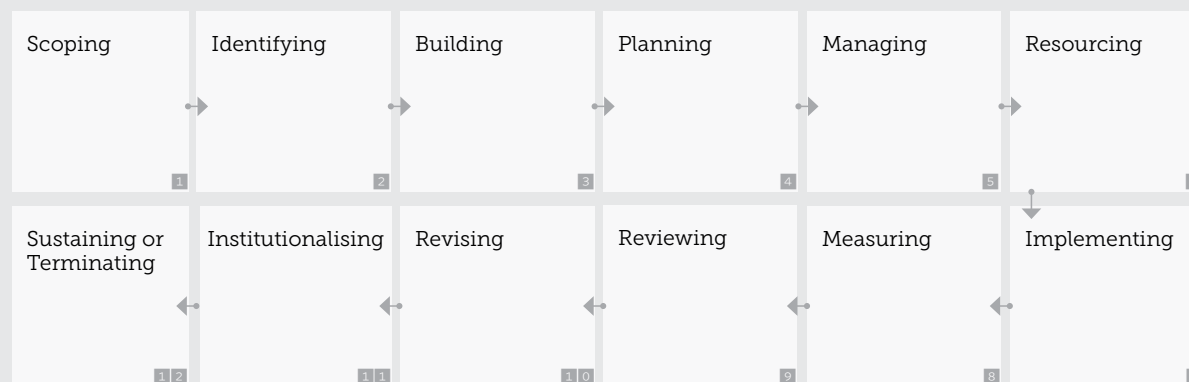 Scoping
1
Identifying
2
Building
3
Planning
4
Managing
5
Resourcing
Implementing
Measuring
8
Reviewing
9
Revising
10
Institutionalising
11
Sustaining or
Terminating
12